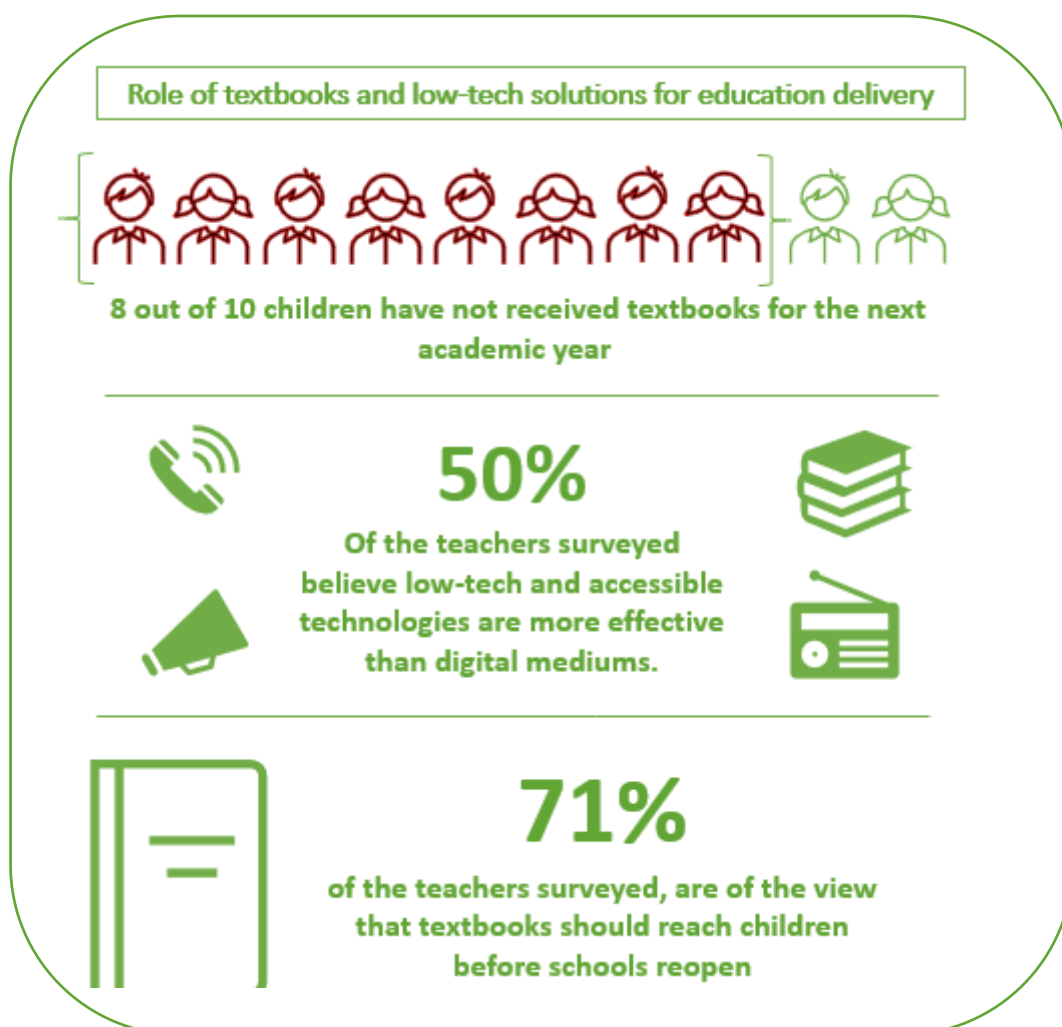 Role of textbooks and low-tech solutions for education delivery
8 out of 10 children have not received textbooks for the next
academic year
50%
Of the teachers surveyed
believe low-tech and accessible
technologies are more effective
than digital mediums.
71%
of the teachers surveyed, are of the view
that textbooks should reach children
before schools reopen